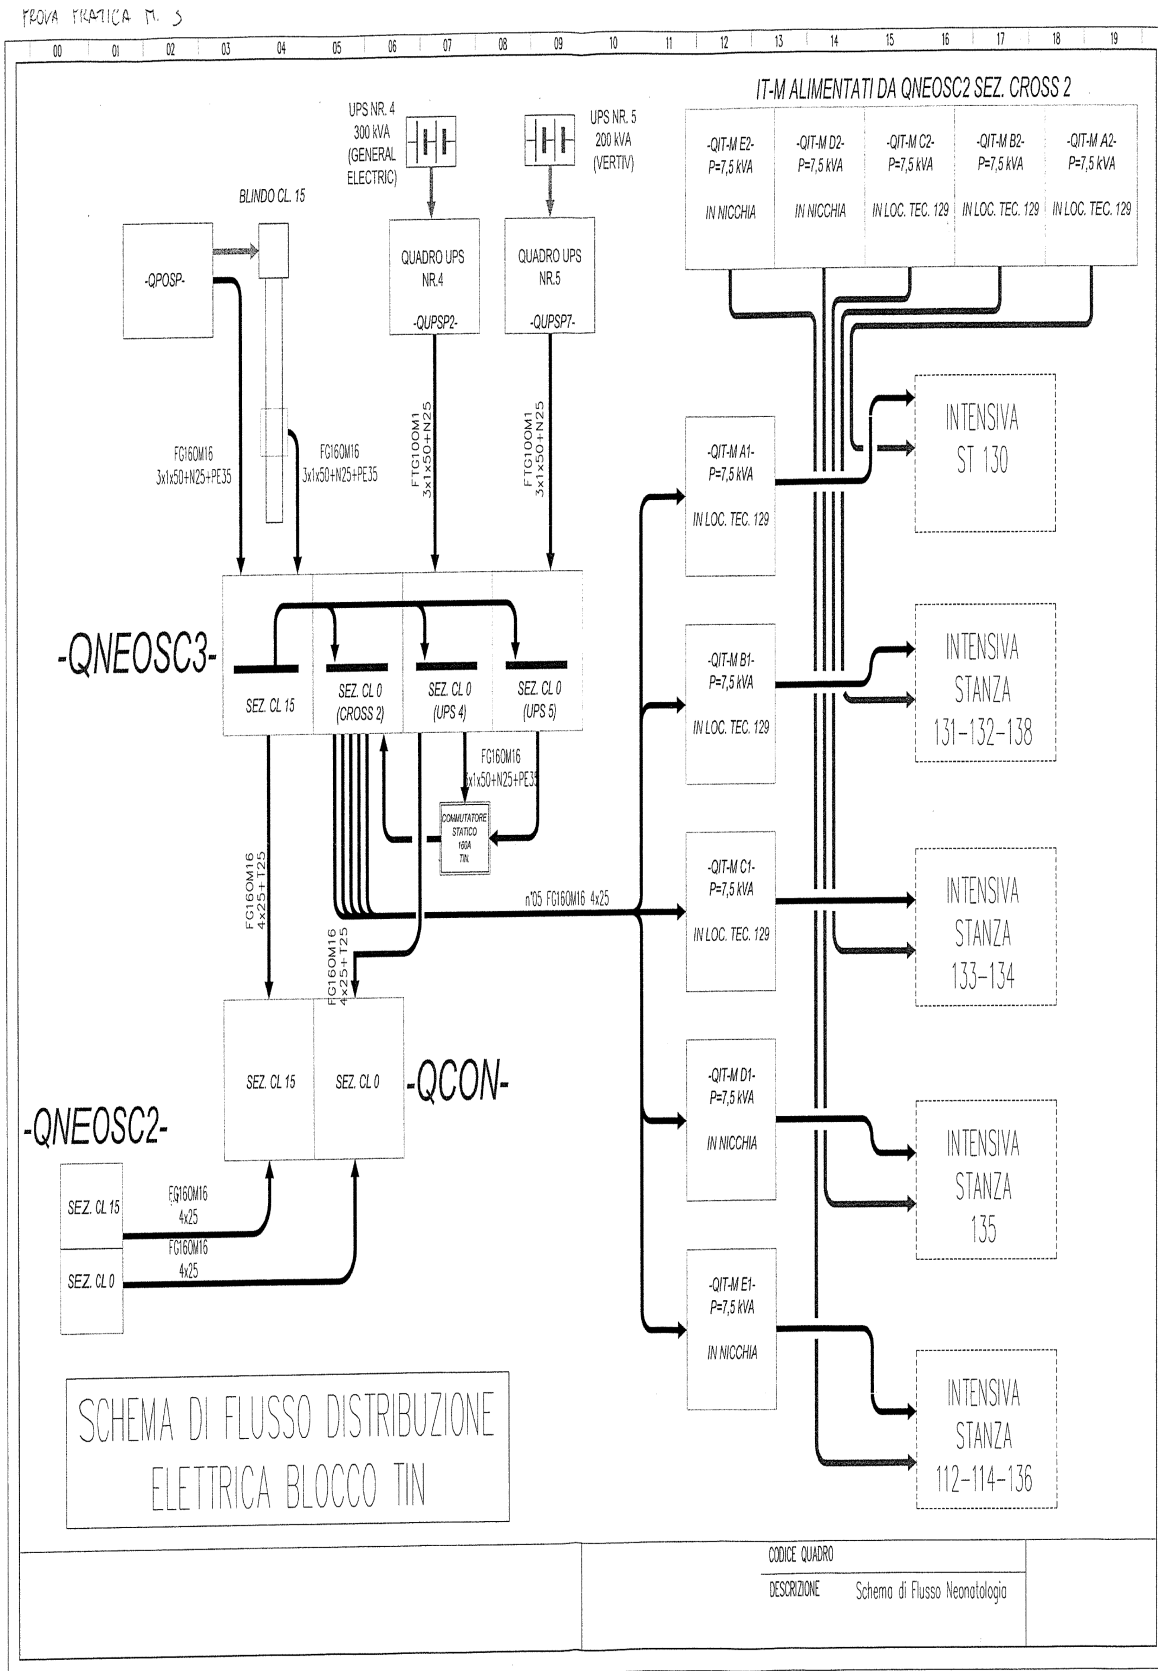 PROVA PRATICA N. 3
00 01 02 03 04 05 06 07 08 09 10 11 12 13 14 15 16 17 18 19
IT-M ALIMENTATI DA QNEOSC2 SEZ. CROSS 2
UPS NR. 4
300 kVA
(GENERAL
ELECTRIC)
UPS NR. 5
200 kVA
(VERTIV)
-QIT-M E2-
P=7,5 kVA
IN NICCHIA
-QIT-M D2-
P=7,5 kVA
IN NICCHIA
-QIT-M C2-
P=7,5 kVA
IN LOC. TEC. 129
-QIT-M B2-
P=7,5 kVA
IN LOC. TEC. 129
-QIT-M A2-
P=7,5 kVA
IN LOC. TEC. 129
BLINDO CL. 15
-QPOSP-
QUADRO UPS
NR.4
-QUPSP2-
QUADRO UPS
NR.5
-QUPSP7-
FG16OM16
3x1x50+N25+PE35
FG16OM16
3x1x50+N25+PE35
FTG10OM1
3x1x50+N25
FTG10OM1
3x1x50+N25
-QNEOSC3-
SEZ. CL 15
SEZ. CL 0
(CROSS 2)
SEZ. CL 0
(UPS 4)
SEZ. CL 0
(UPS 5)
FG16OM16
3x1x50+N25+PE35
COMMUTATORE
STATICO
160A
TIN.
FG16OM16
4x25+T25
FG16OM16
4x25+T25
n°05 FG16OM16 4x25
-QIT-M A1-
P=7,5 kVA
IN LOC. TEC. 129
-QIT-M B1-
P=7,5 kVA
IN LOC. TEC. 129
-QIT-M C1-
P=7,5 kVA
IN LOC. TEC. 129
-QIT-M D1-
P=7,5 kVA
IN NICCHIA
-QIT-M E1-
P=7,5 kVA
IN NICCHIA
INTENSIVA
ST 130
INTENSIVA
STANZA
131-132-138
INTENSIVA
STANZA
133-134
INTENSIVA
STANZA
135
INTENSIVA
STANZA
112-114-136
SEZ. CL 15
SEZ. CL 0
-QCON-
-QNEOSC2-
SEZ. CL 15
SEZ. CL 0
FG16OM16
4x25
FG16OM16
4x25
SCHEMA DI FLUSSO DISTRIBUZIONE
ELETTRICA BLOCCO TIN
CODICE QUADRO
DESCRIZIONE Schema di Flusso Neonatologia